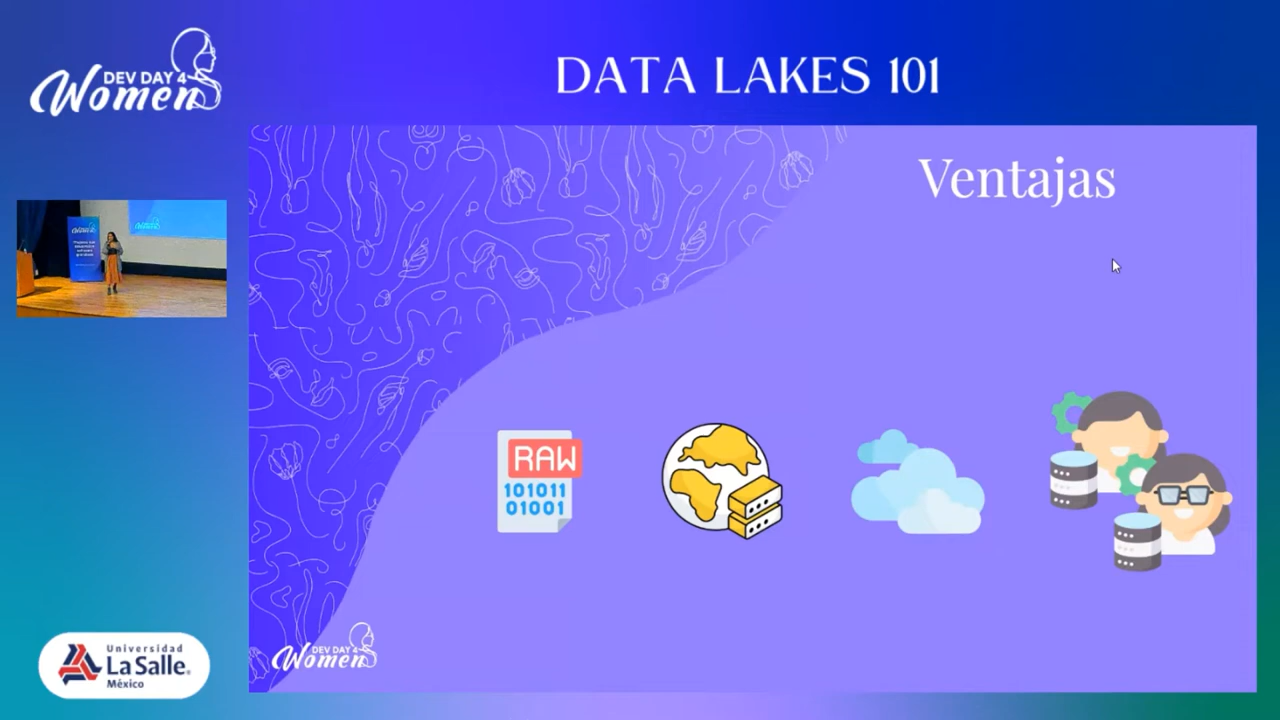 DEV DAY 4
Women
DATA LAKES 101
Ventajas
RAW
101011
01001
DEV DAY 4
Women
Universidad
La Salle
México